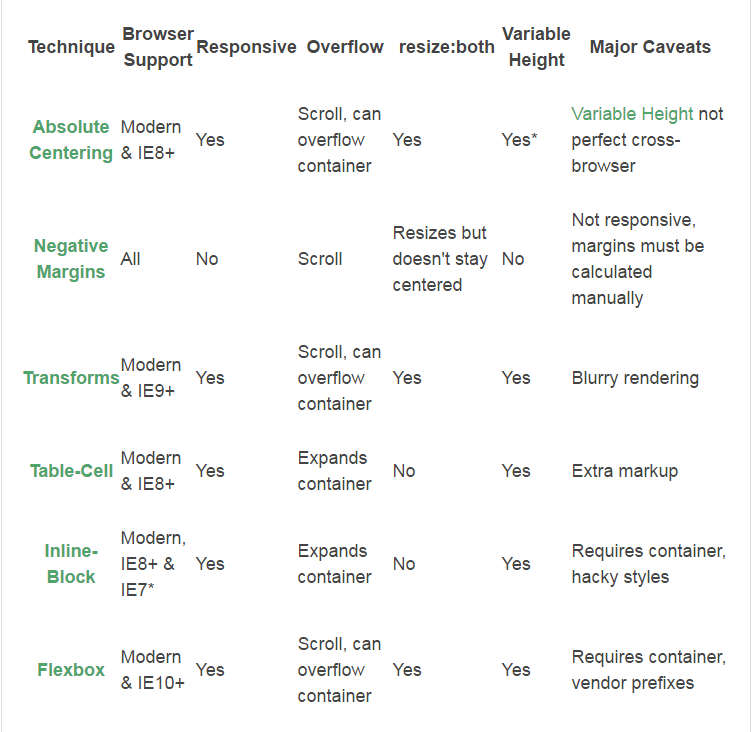 Technique Browser Support Responsive Overflow resize:both Variable Height Major Caveats
Absolute Centering Modern & IE8+ Yes Scroll, can overflow container Yes Yes* Variable Height not perfect cross-browser
Negative Margins All No Scroll Resizes but doesn't stay centered No Not responsive, margins must be calculated manually
Transforms Modern & IE9+ Yes Scroll, can overflow container Yes Yes Blurry rendering
Table-Cell Modern & IE8+ Yes Expands container No Yes Extra markup
Inline-Block Modern, IE8+ & IE7* Yes Expands container No Yes Requires container, hacky styles
Flexbox Modern & IE10+ Yes Scroll, can overflow container Yes Yes Requires container, vendor prefixes